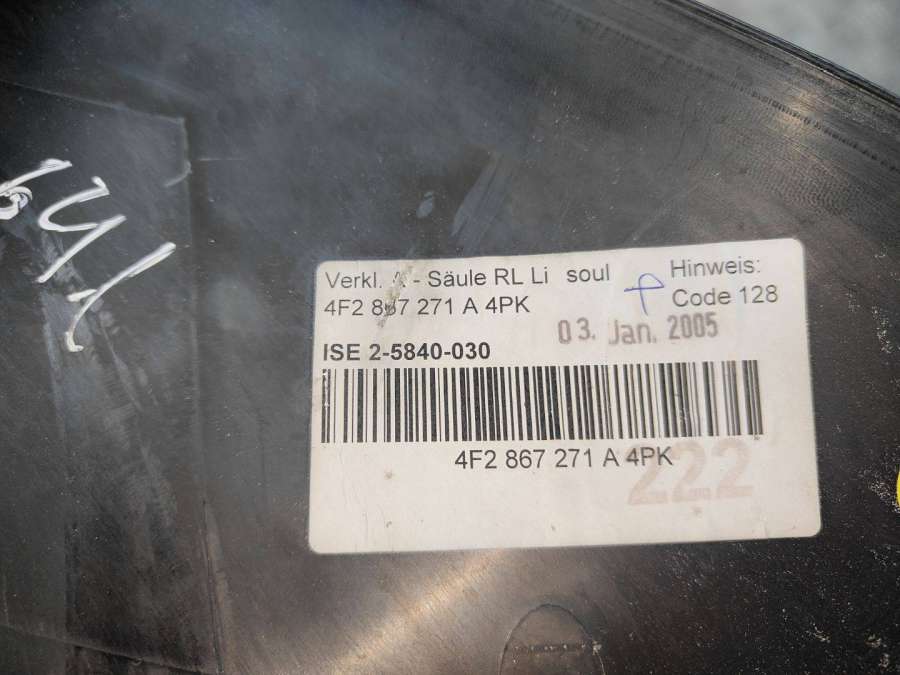 Verkl. A - Säule RL Li soul
4F2 867 271 A 4PK
Hinweis:
Code 128
03. Jan. 2005
ISE 2-5840-030
4F2 867 271 A 4PK
222